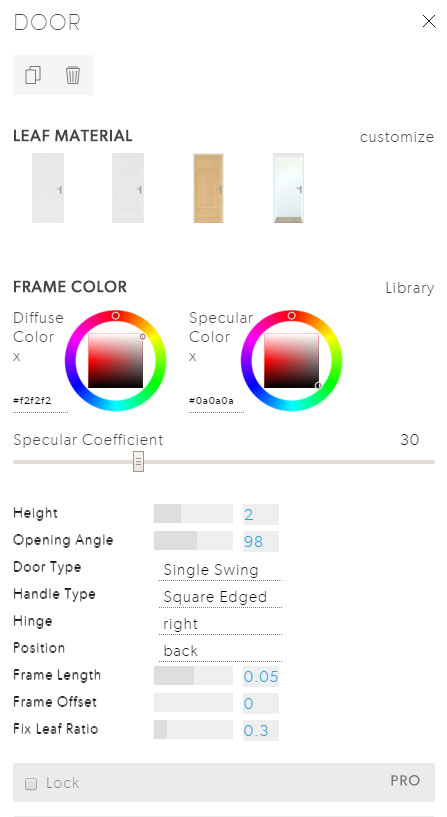 DOOR
LEAF MATERIAL customize
FRAME COLOR Library
Diffuse Color x #f2f2f2
Specular Color x #0a0a0a
Specular Coefficient 30
Height 2
Opening Angle 98
Door Type Single Swing
Handle Type Square Edged
Hinge right
Position back
Frame Length 0.05
Frame Offset 0
Fix Leaf Ratio 0.3
Lock PRO